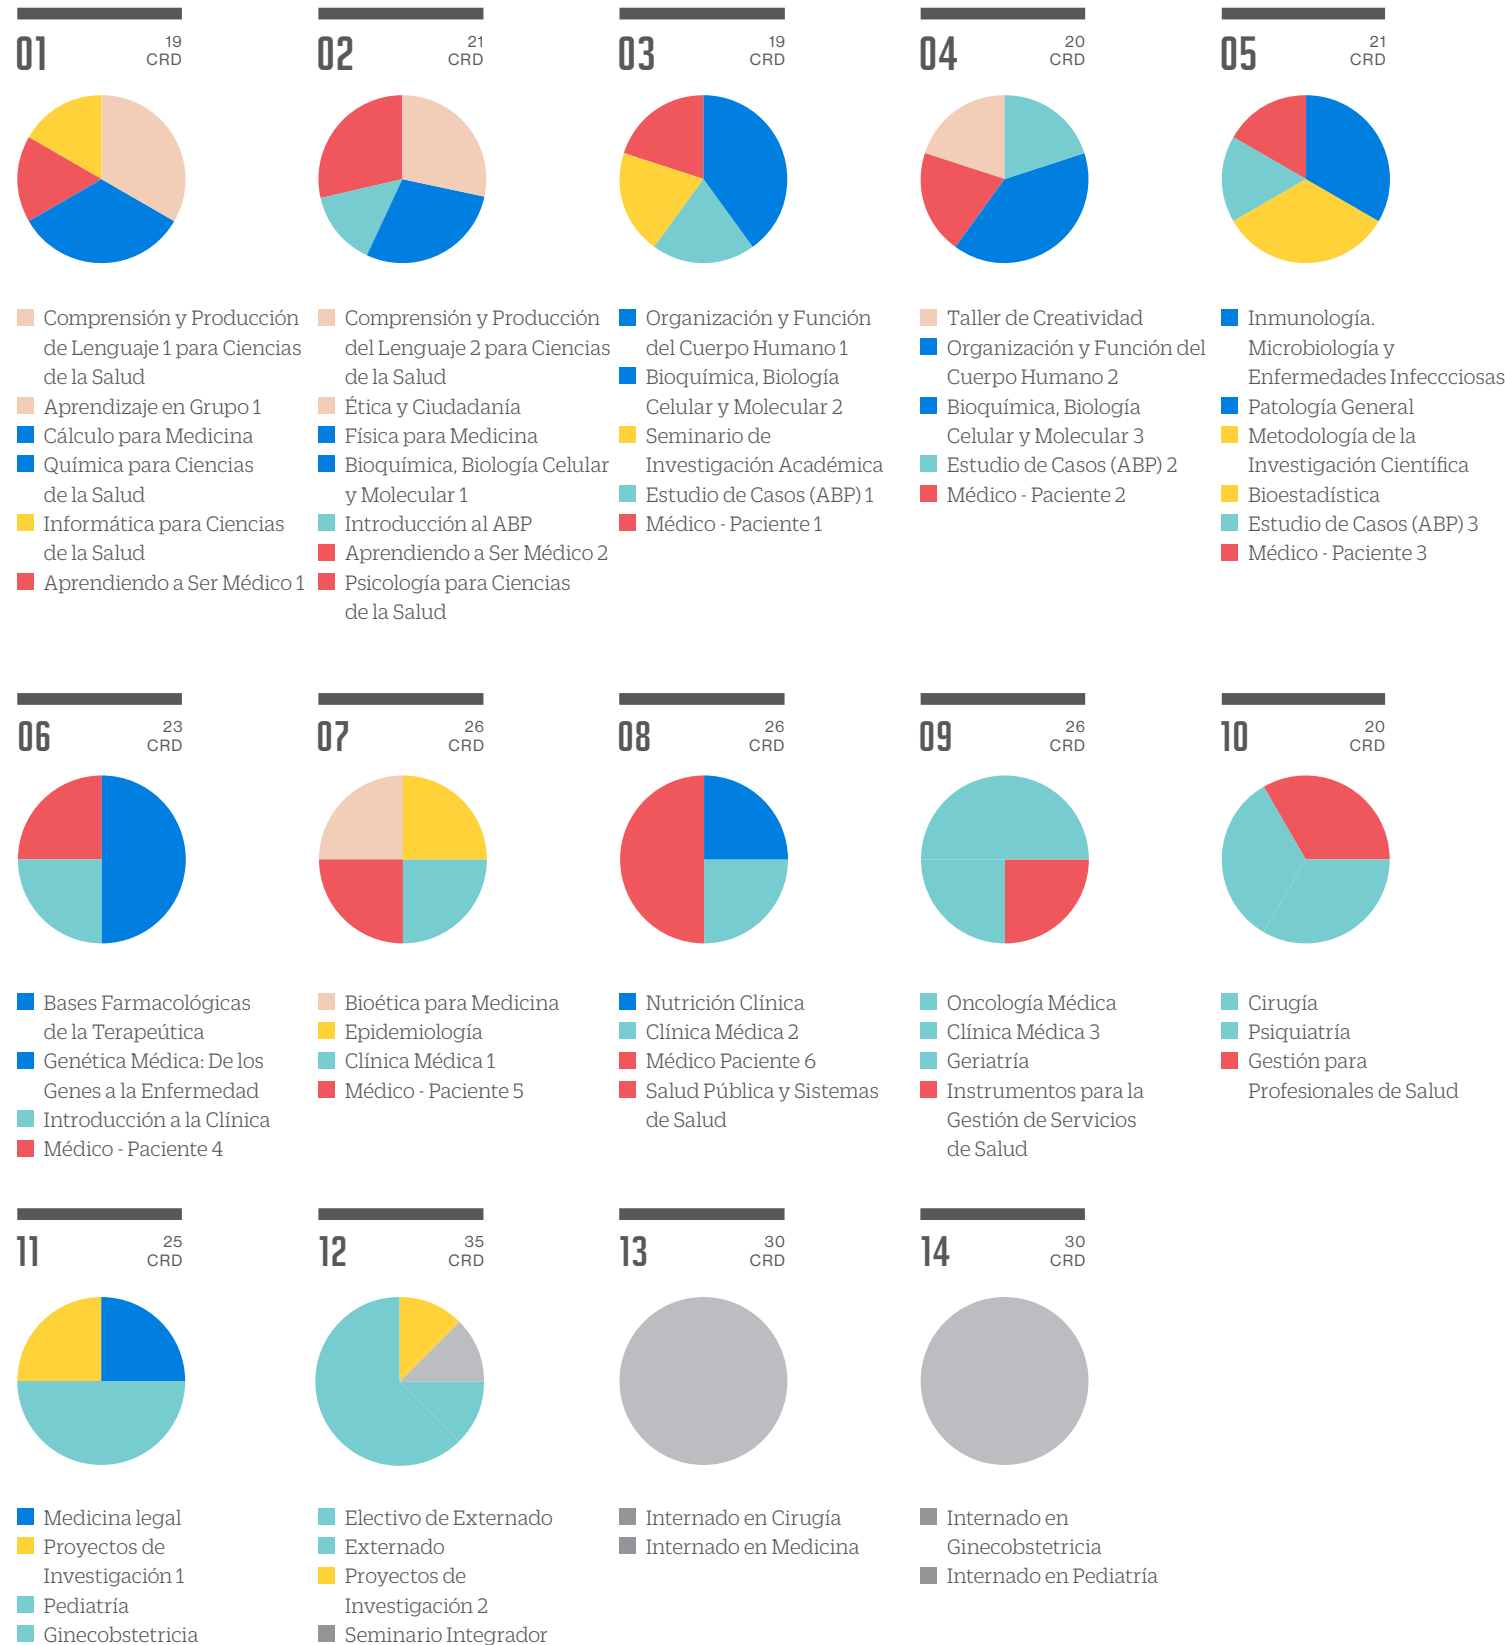 01
19
CRD
Comprensión y Producción
de Lenguaje 1 para Ciencias
de la Salud
Aprendizaje en Grupo 1
Cálculo para Medicina
Química para Ciencias
de la Salud
Informática para Ciencias
de la Salud
Aprendiendo a Ser Médico 1
02
21
CRD
Comprensión y Producción
del Lenguaje 2 para Ciencias
de la Salud
Ética y Ciudadanía
Física para Medicina
Bioquímica, Biología Celular
y Molecular 1
Introducción al ABP
Aprendiendo a Ser Médico 2
Psicología para Ciencias
de la Salud
03
19
CRD
Organización y Función
del Cuerpo Humano 1
Bioquímica, Biología
Celular y Molecular 2
Seminario de
Investigación Académica
Estudio de Casos (ABP) 1
Médico - Paciente 1
04
20
CRD
Taller de Creatividad
Organización y Función del
Cuerpo Humano 2
Bioquímica, Biología
Celular y Molecular 3
Estudio de Casos (ABP) 2
Médico - Paciente 2
05
21
CRD
Inmunología.
Microbiología y
Enfermedades Infeccciosas
Patología General
Metodología de la
Investigación Científica
Bioestadística
Estudio de Casos (ABP) 3
Médico - Paciente 3
06
23
CRD
Bases Farmacológicas
de la Terapeútica
Genética Médica: De los
Genes a la Enfermedad
Introducción a la Clínica
Médico - Paciente 4
07
26
CRD
Bioética para Medicina
Epidemiología
Clínica Médica 1
Médico - Paciente 5
08
26
CRD
Nutrición Clínica
Clínica Médica 2
Médico Paciente 6
Salud Pública y Sistemas
de Salud
09
26
CRD
Oncología Médica
Clínica Médica 3
Geriatría
Instrumentos para la
Gestión de Servicios
de Salud
10
20
CRD
Cirugía
Psiquiatría
Gestión para
Profesionales de Salud
11
25
CRD
Medicina legal
Proyectos de
Investigación 1
Pediatría
Ginecobstetricia
12
35
CRD
Electivo de Externado
Externado
Proyectos de
Investigación 2
Seminario Integrador
13
30
CRD
Internado en Cirugía
Internado en Medicina
14
30
CRD
Internado en
Ginecobstetricia
Internado en Pediatría